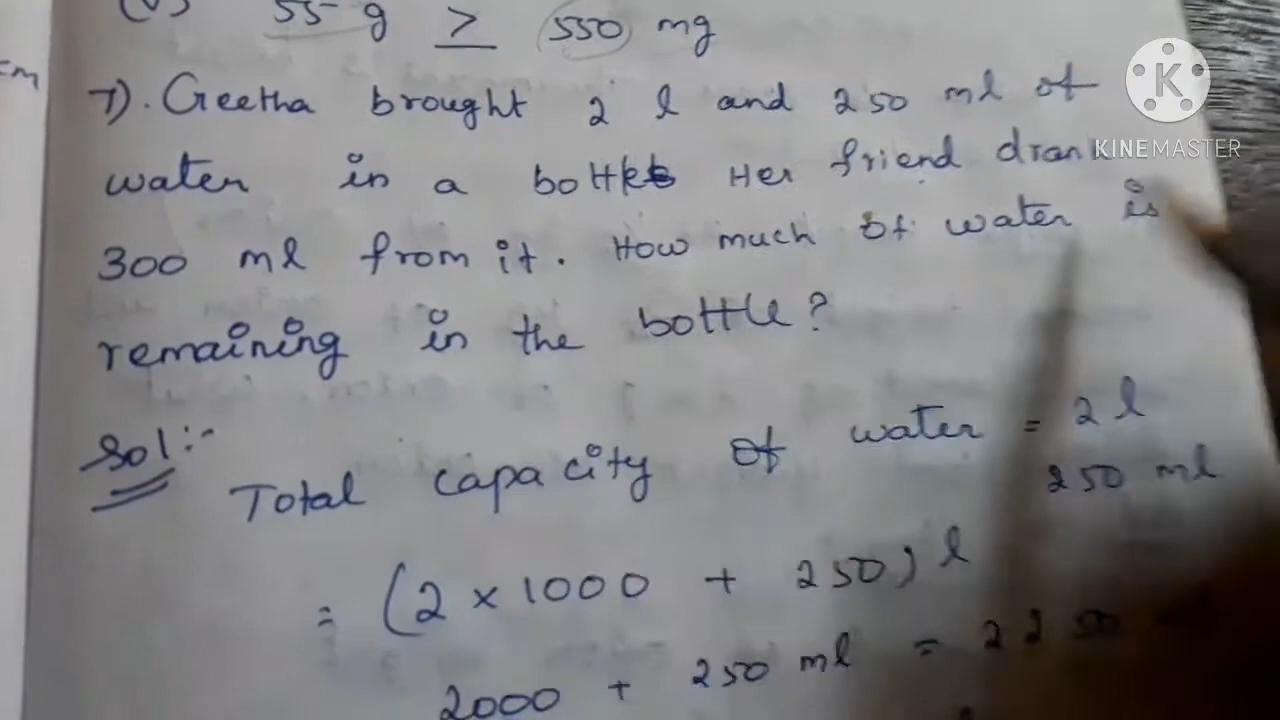 55 g > 550 mg
7). Geetha brought 2 l and 250 ml of
water in a bottle Her friend drank
300 ml from it. How much of water is
remaining in the bottle?
Sol:-
Total capacity of water = 2 l
250 ml
= (2 × 1000 + 250) l
2000 + 250 ml = 2250
K
KINEMASTER